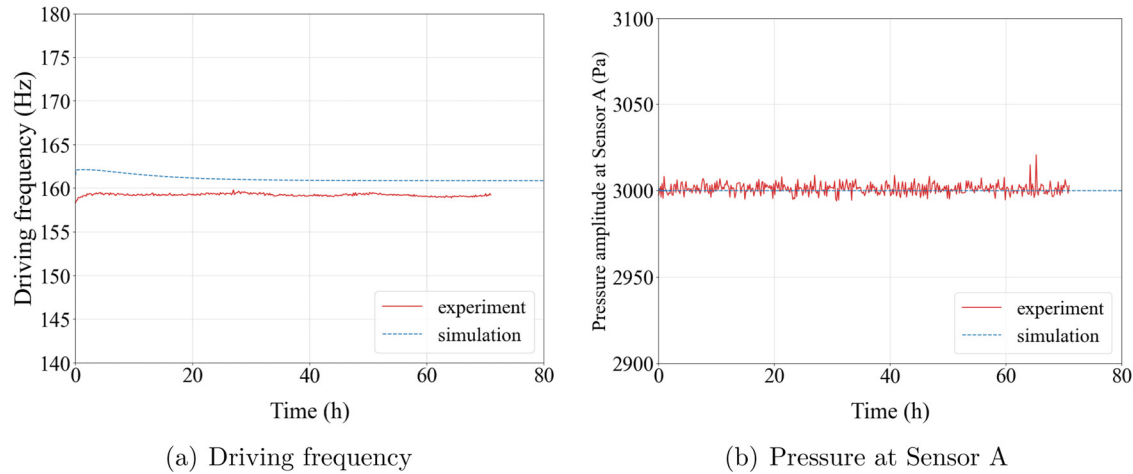 180
175
170
165
160
155
150
145
140
Driving frequency (Hz)
0
20
40
60
80
Time (h)
experiment
simulation
(a) Driving frequency
3100
3050
3000
2950
2900
Pressure amplitude at Sensor A (Pa)
0
20
40
60
80
Time (h)
experiment
simulation
(b) Pressure at Sensor A